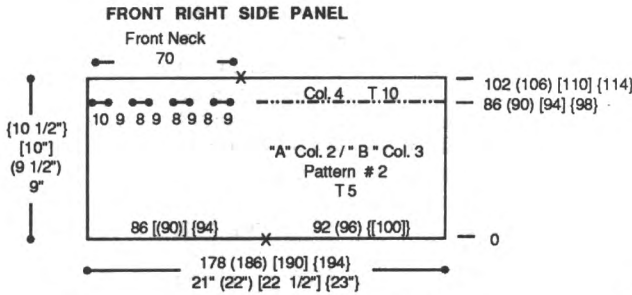 FRONT RIGHT SIDE PANEL
Front Neck
70
102 (106) [110] {114}
Col. 4 T 10
86 (90) [94] {98}
10 9 8 9 8 9 8 9
{10 1/2"}
[10"]
(9 1/2")
9"
"A" Col. 2 / " B " Col. 3
Pattern # 2
T 5
86 [(90)] {94}
X
92 (96) {[100]}
0
178 (186) [190] {194}
21" (22") [22 1/2"] {23"}